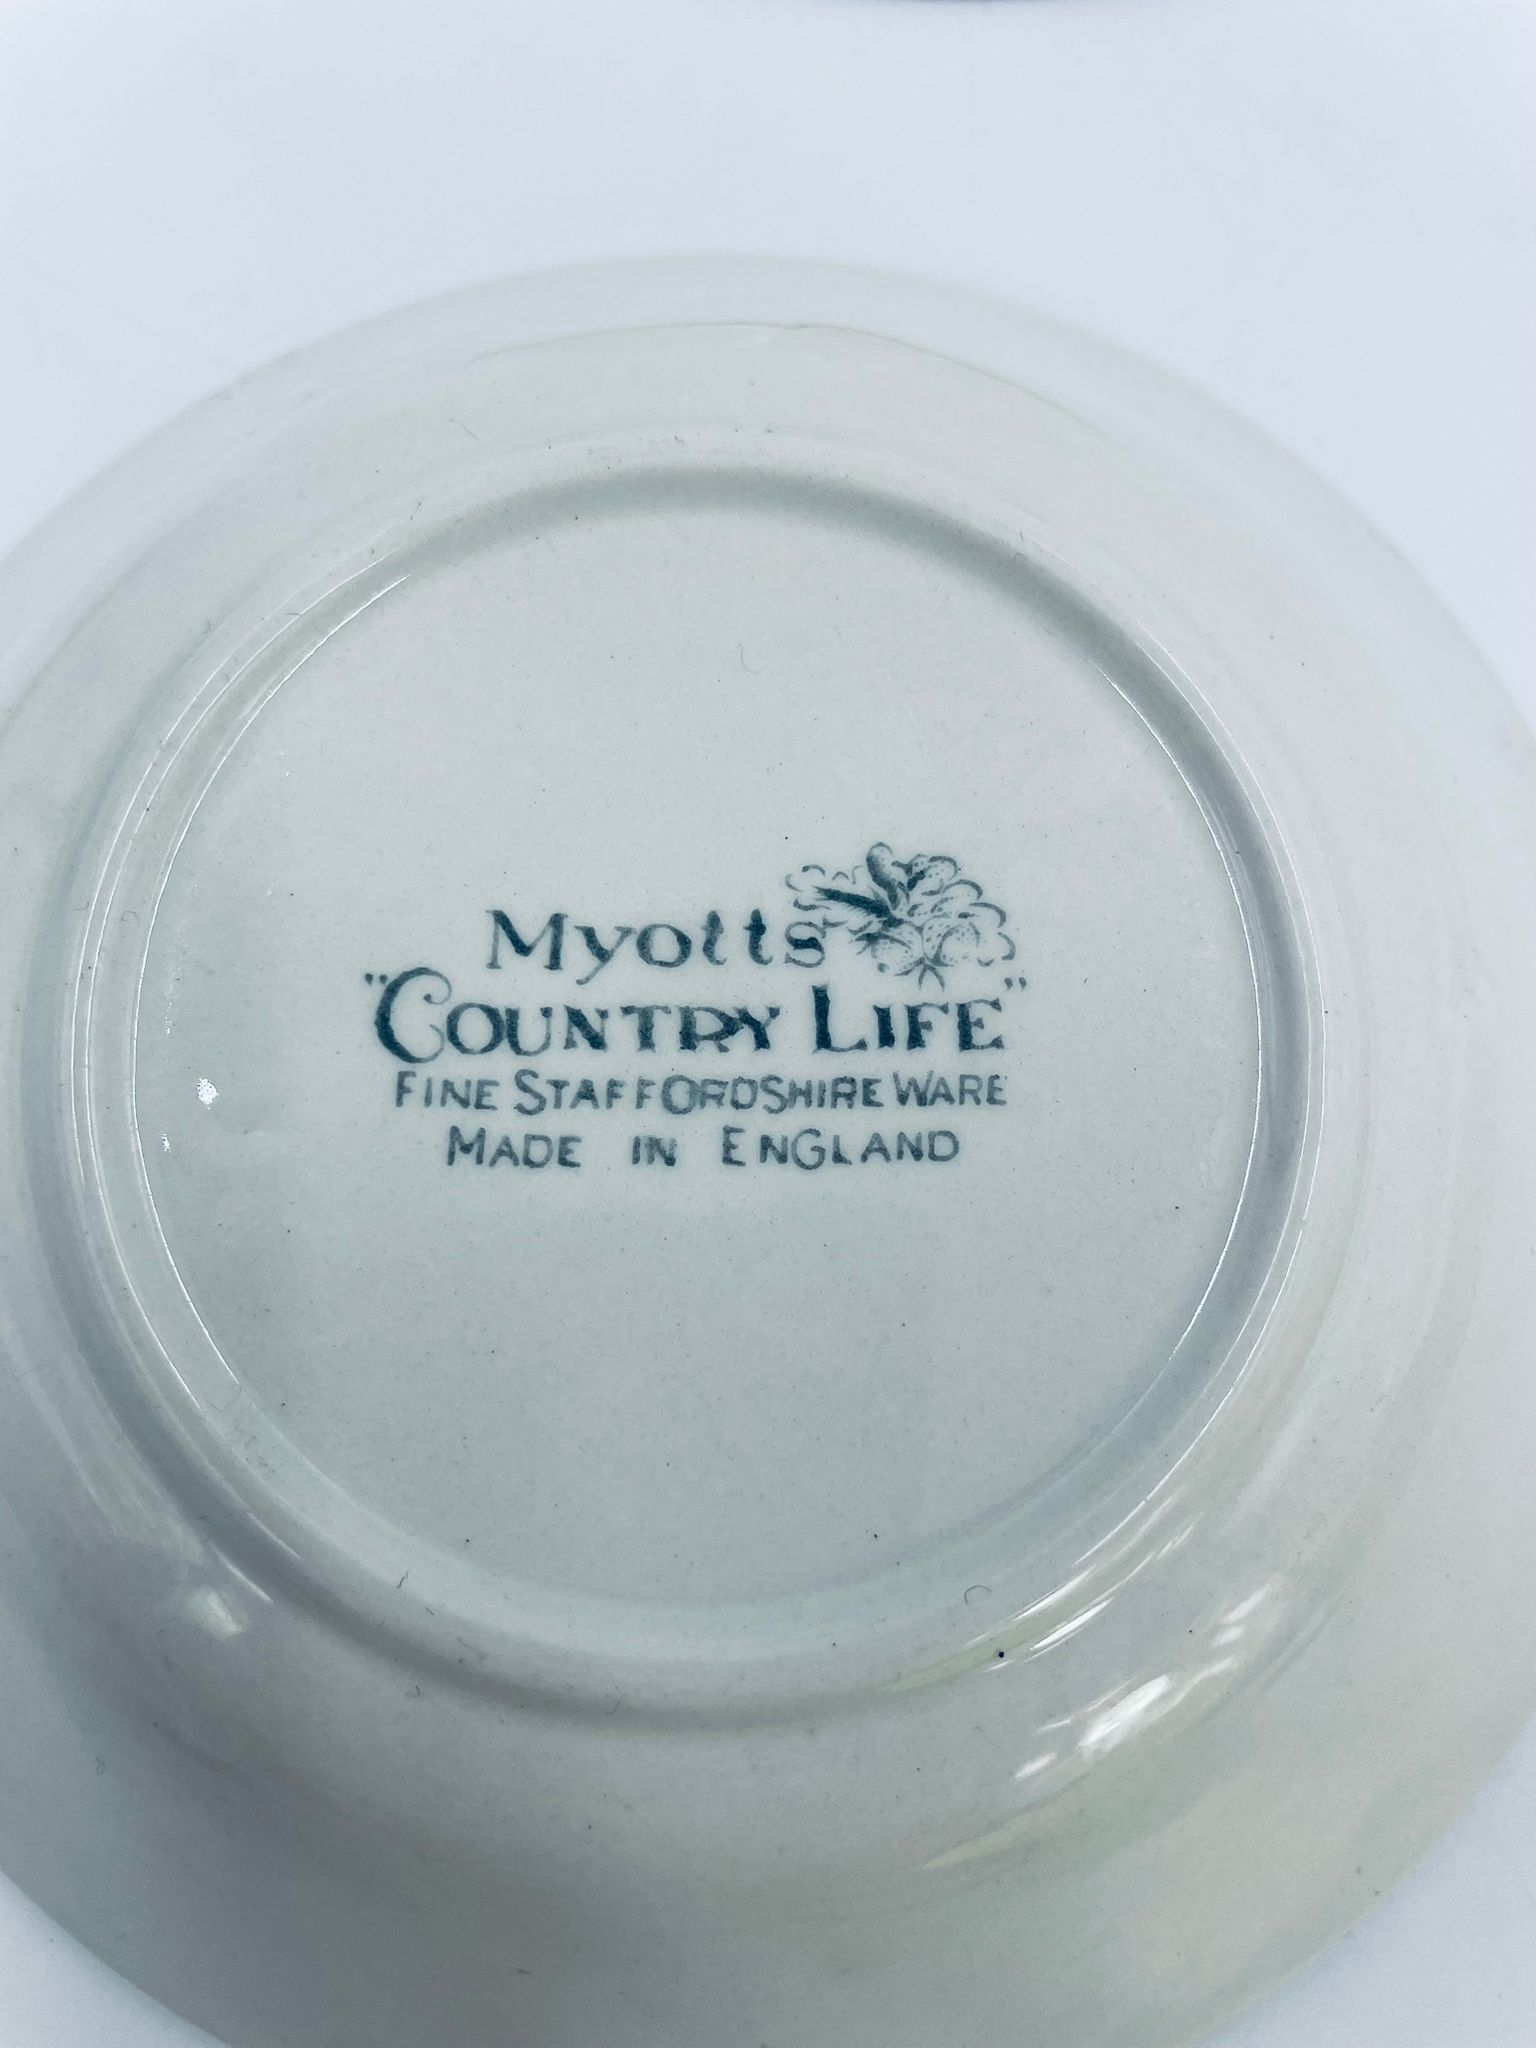 Myotts
"COUNTRY LIFE"
FINE STAFFORDSHIRE WARE
MADE IN ENGLAND